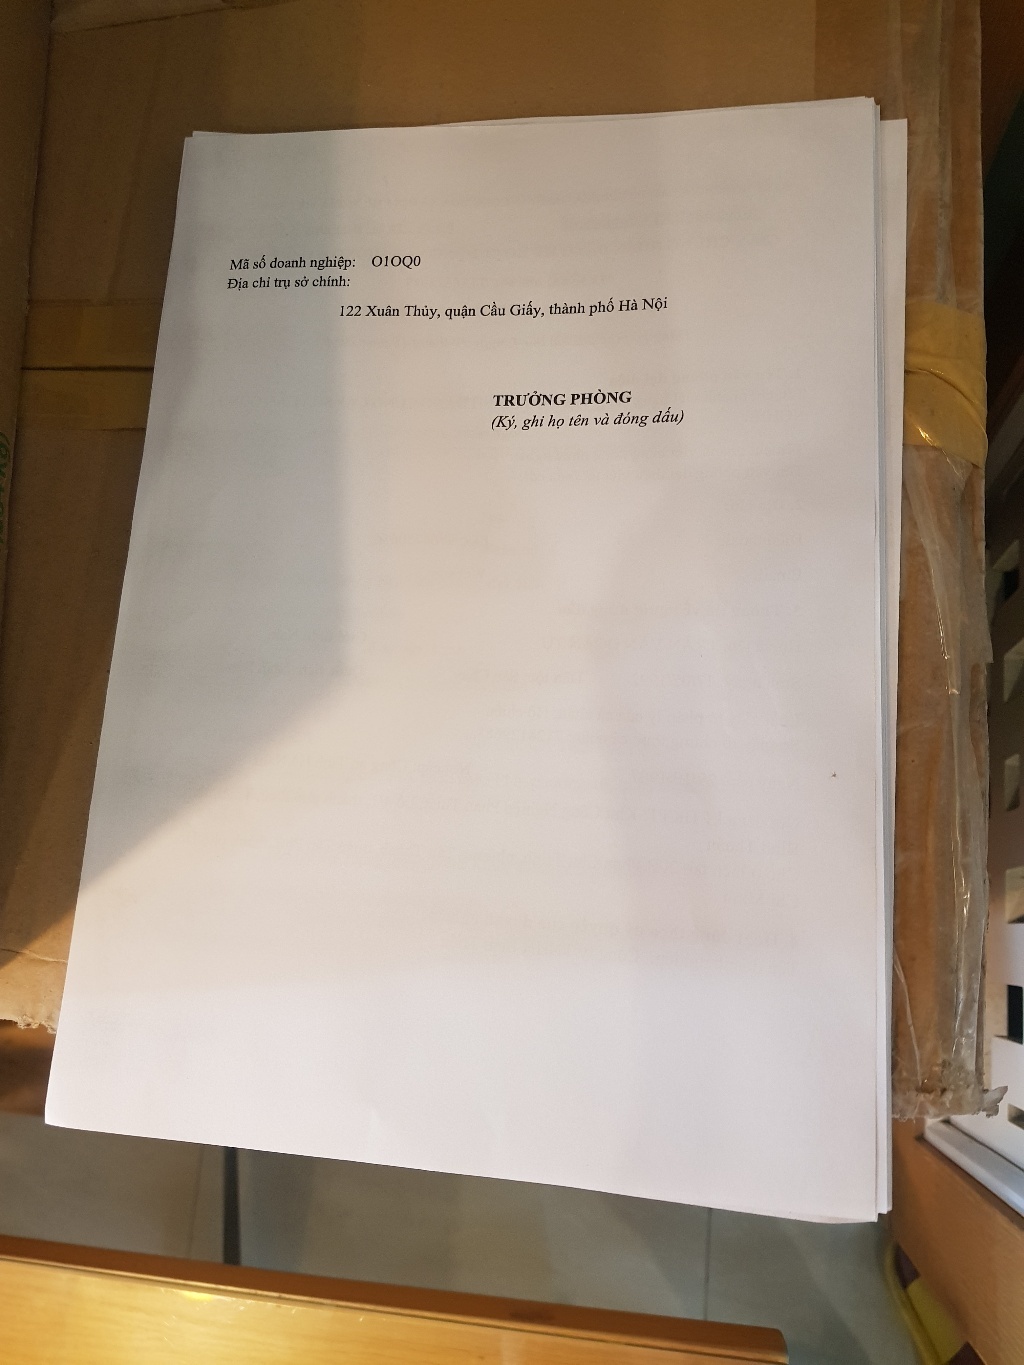 Mã số doanh nghiệp: O1OQ0
Địa chỉ trụ sở chính:
122 Xuân Thủy, quận Cầu Giấy, thành phố Hà Nội
TRƯỞNG PHÒNG
(Ký, ghi họ tên và đóng dấu)